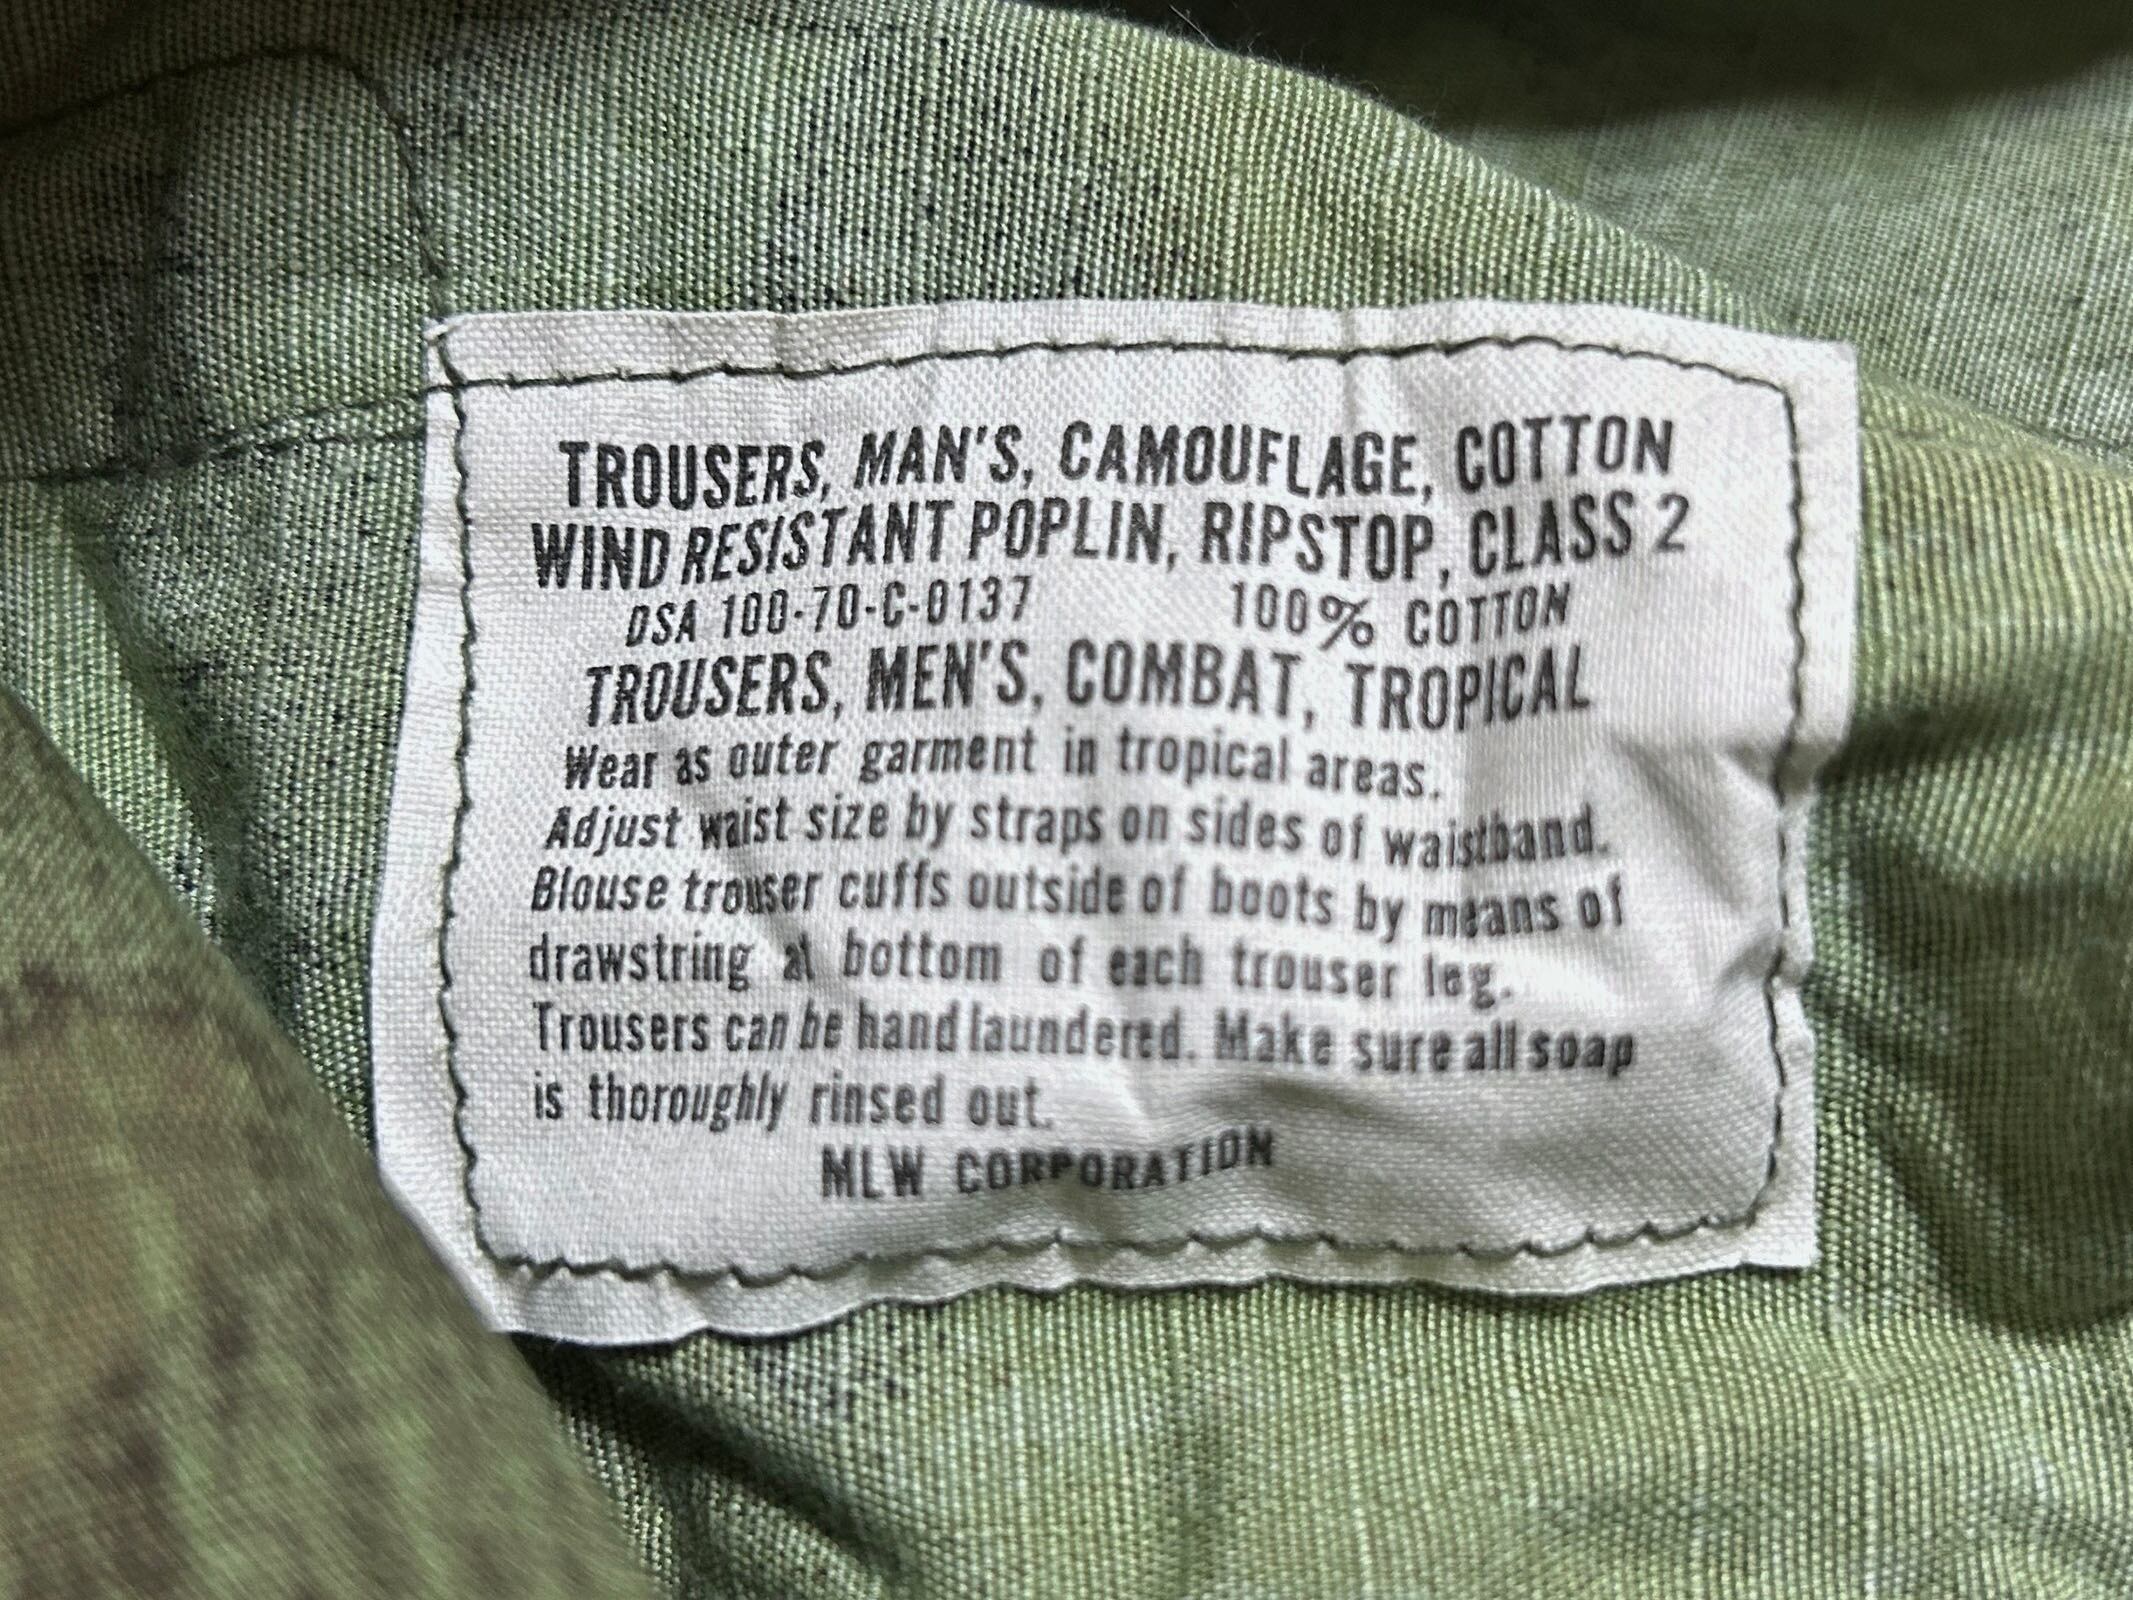 TROUSERS, MAN'S, CAMOUFLAGE, COTTON
WIND RESISTANT POPLIN, RIPSTOP, CLASS 2
DSA 100-70-C-0137 100% COTTON
TROUSERS, MEN'S, COMBAT, TROPICAL
Wear as outer garment in tropical areas.
Adjust waist size by straps on sides of waistband.
Blouse trouser cuffs outside of boots by means of
drawstring at bottom of each trouser leg.
Trousers can be hand laundered. Make sure all soap
is thoroughly rinsed out.
MLW CORPORATION